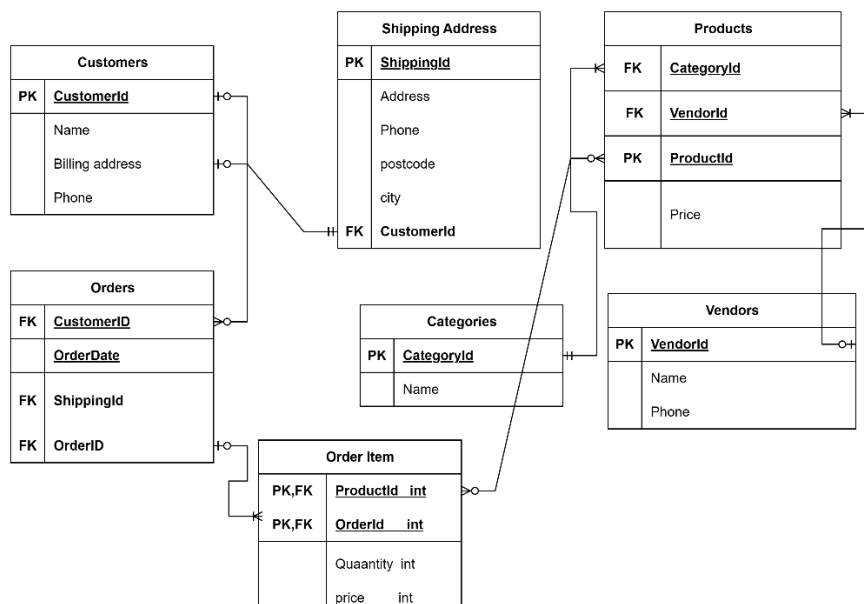 Customers
PK CustomerId
Name
Billing address
Phone
Shipping Address
PK ShippingId
Address
Phone
postcode
city
FK CustomerId
Products
FK CategoryId
FK VendorId
PK ProductId
Price
Orders
FK CustomerID
OrderDate
FK ShippingId
FK OrderID
Categories
PK CategoryId
Name
Vendors
PK VendorId
Name
Phone
Order Item
PK,FK ProductId int
PK,FK OrderId int
Quaantity int
price int